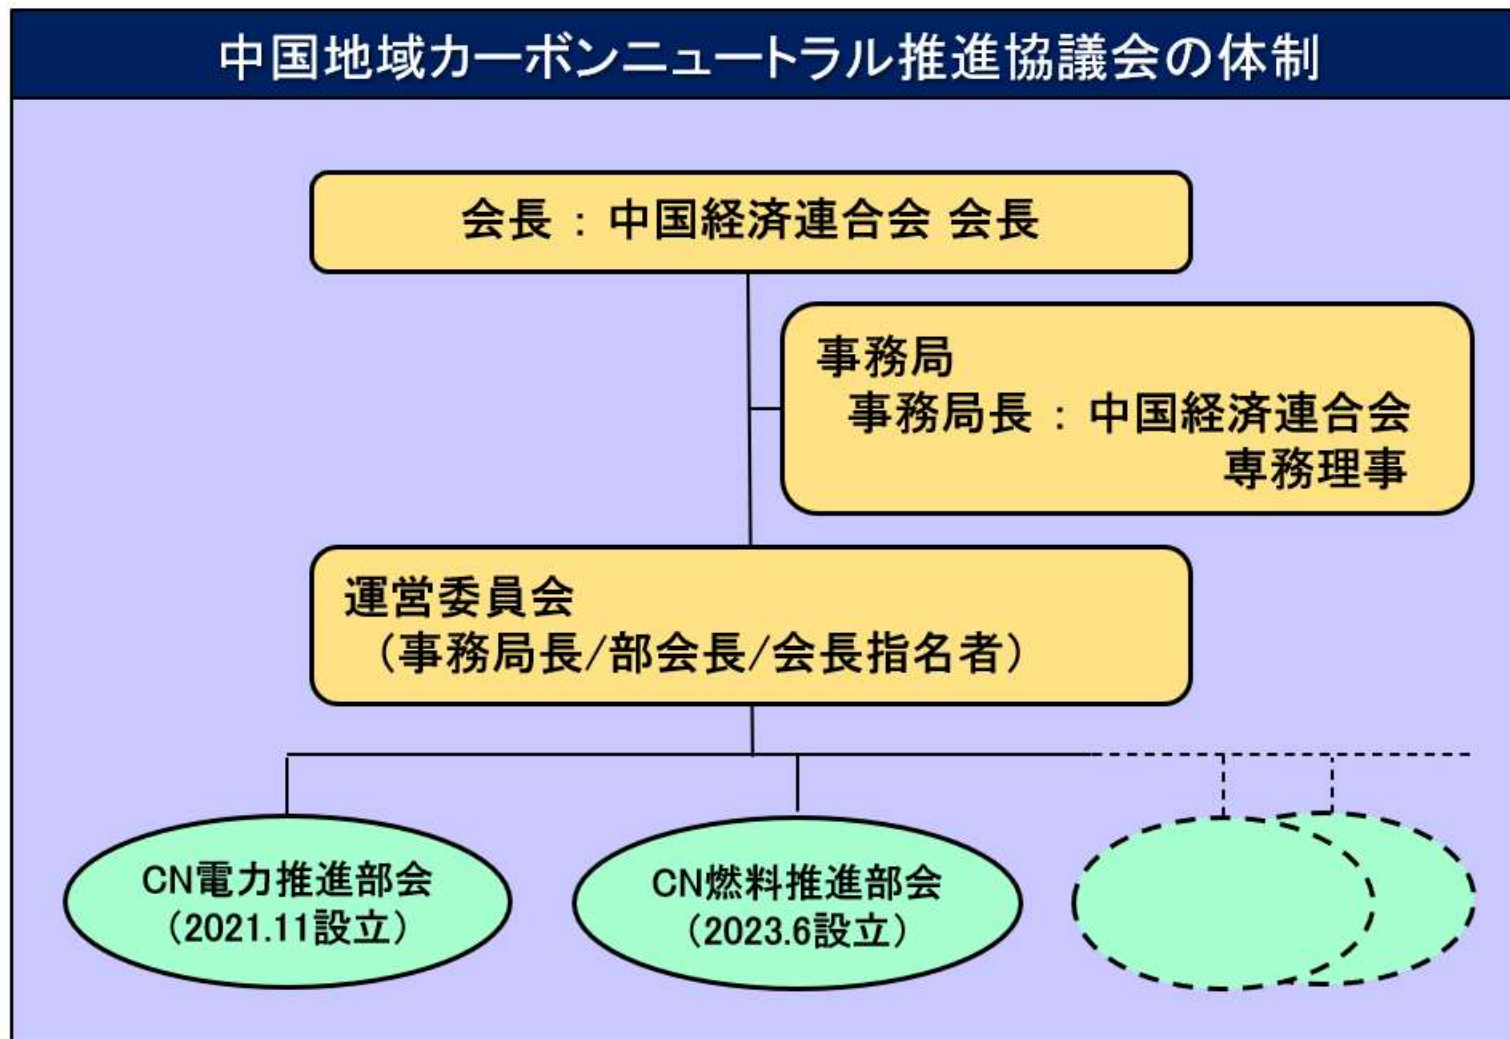 中国地域カーボンニュートラル推進協議会の体制
会長：中国経済連合会 会長
事務局
事務局長：中国経済連合会
専務理事
運営委員会
（事務局長/部会長/会長指名者）
CN電力推進部会
（2021.11設立）
CN燃料推進部会
（2023.6設立）